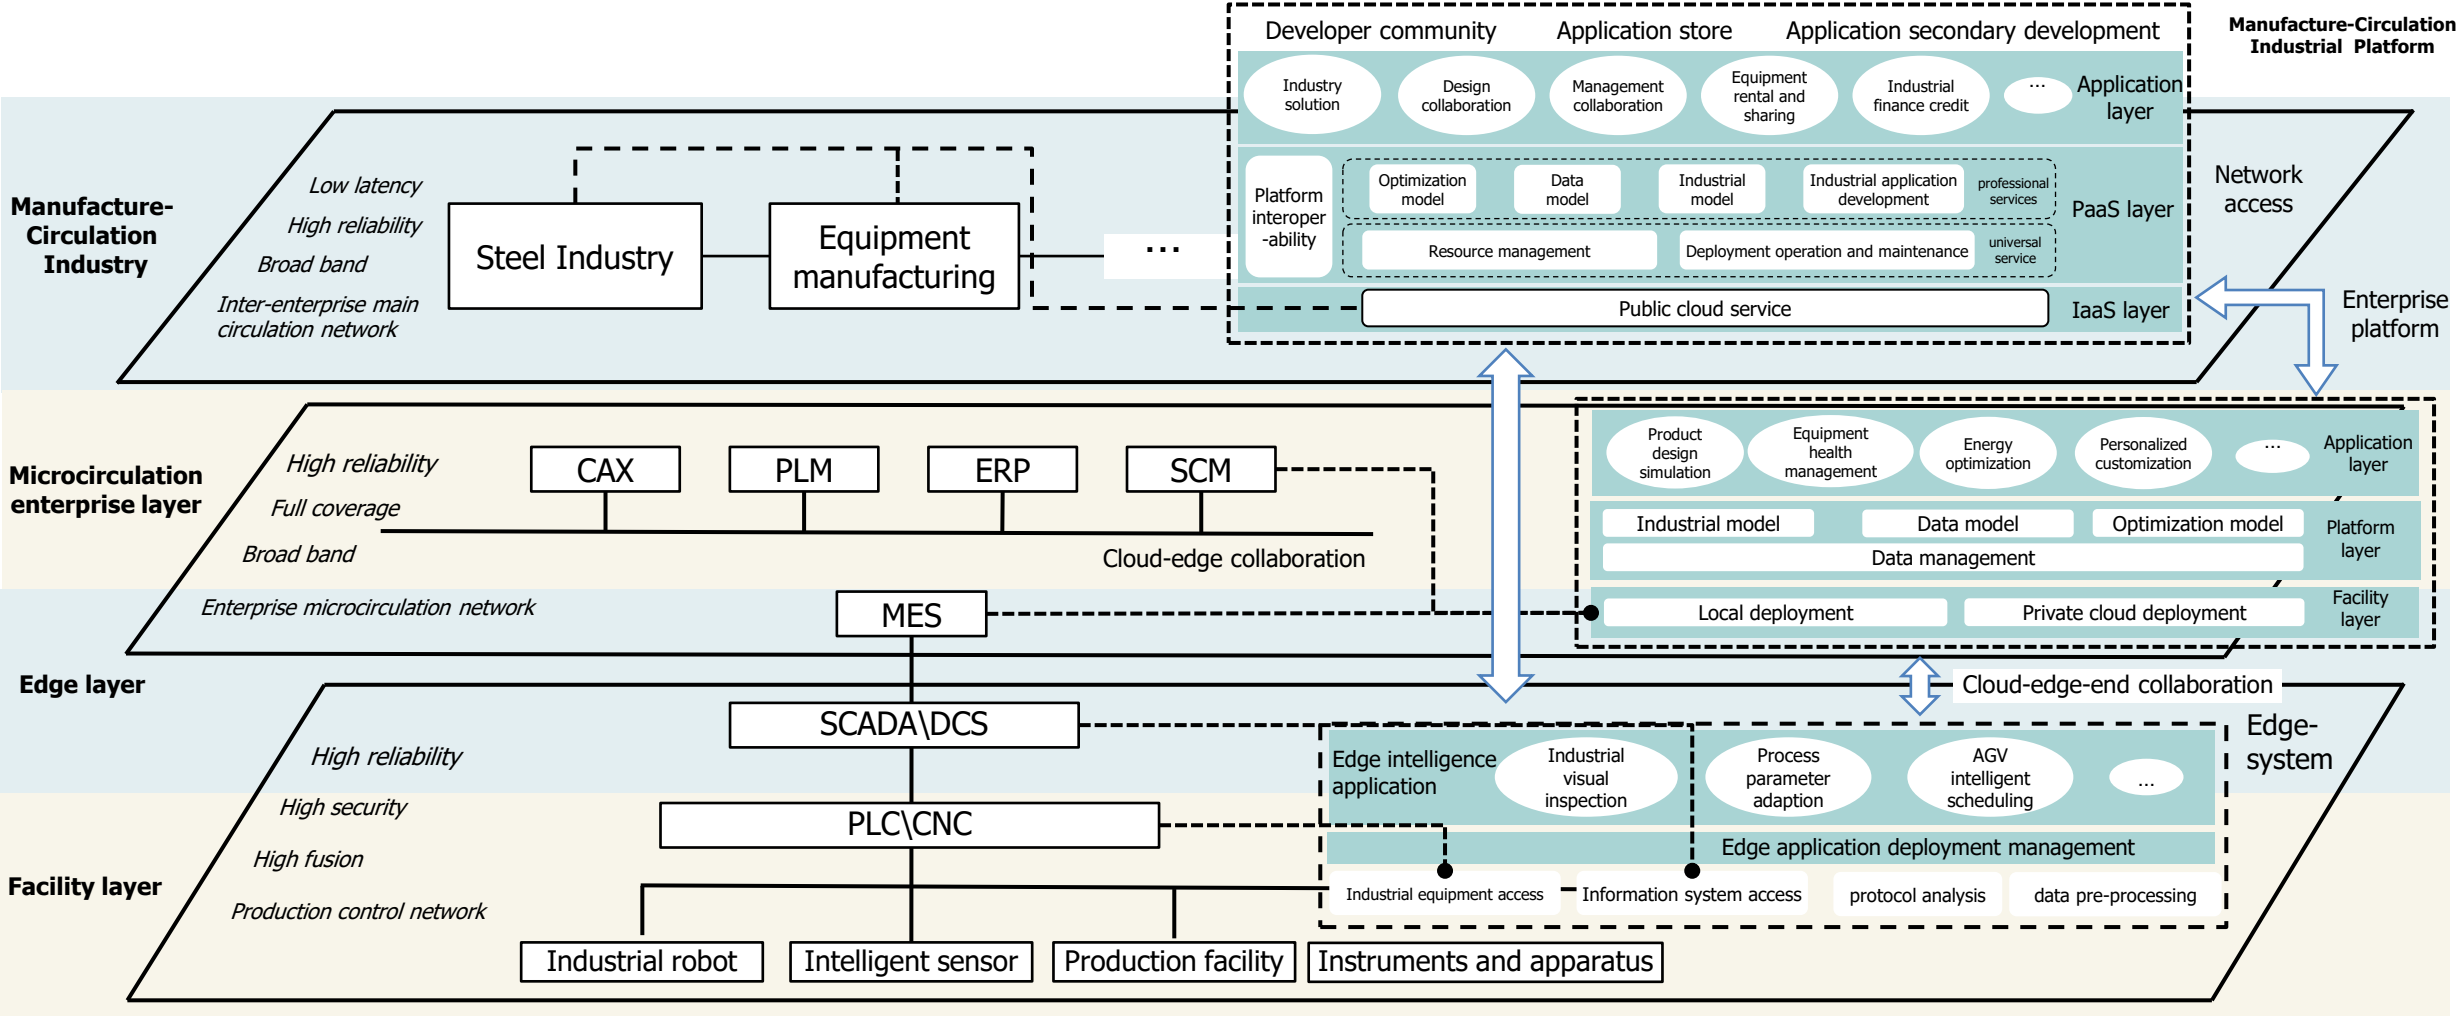 Developer community
Application store
Application secondary development
Manufacture-Circulation
Industrial Platform
Industry
solution
Design
collaboration
Management
collaboration
Equipment
rental and
sharing
Industrial
finance credit
...
Application
layer
Manufacture-
Circulation
Industry
Low latency
High reliability
Broad band
Inter-enterprise main
circulation network
Steel Industry
Equipment
manufacturing
...
Platform
interoper
-ability
Optimization
model
Data
model
Industrial
model
Industrial application
development
professional
services
Resource management
Deployment operation and maintenance
universal
service
PaaS layer
Public cloud service
IaaS layer
Network
access
Enterprise
platform
Microcirculation
enterprise layer
High reliability
Full coverage
Broad band
Enterprise microcirculation network
CAX
PLM
ERP
SCM
Cloud-edge collaboration
Product
design
simulation
Equipment
health
management
Energy
optimization
Personalized
customization
...
Application
layer
Industrial model
Data model
Optimization model
Data management
Platform
layer
Local deployment
Private cloud deployment
Facility
layer
MES
Edge layer
Cloud-edge-end collaboration
SCADA\DCS
High reliability
High security
High fusion
Production control network
Edge intelligence
application
Industrial
visual
inspection
Process
parameter
adaption
AGV
intelligent
scheduling
...
Edge-
system
PLC\CNC
Edge application deployment management
Facility layer
Industrial equipment access
Information system access
protocol analysis
data pre-processing
Industrial robot
Intelligent sensor
Production facility
Instruments and apparatus